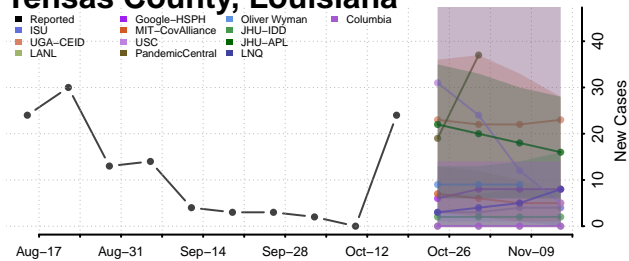 Tensas County, Louisiana
Reported Google−HSPH Oliver Wyman Columbia
ISU MIT−CovAlliance JHU−IDD
UGA−CEID USC JHU−APL
LANL PandemicCentral LNQ
40
30
20
10
0
New Cases
Aug−17 Aug−31 Sep−14 Sep−28 Oct−12 Oct−26 Nov−09